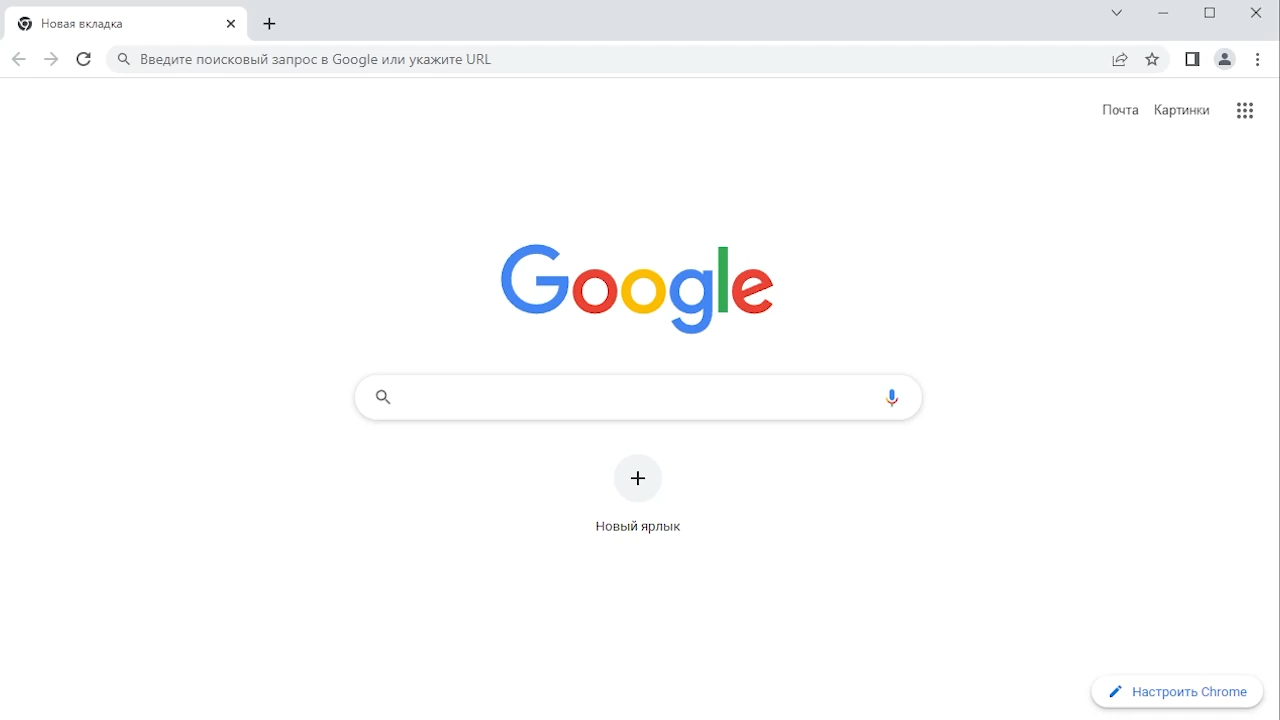 Новая вкладка
Введите поисковый запрос в Google или укажите URL
Почта Картинки
Google
Новый ярлык
Настроить Chrome